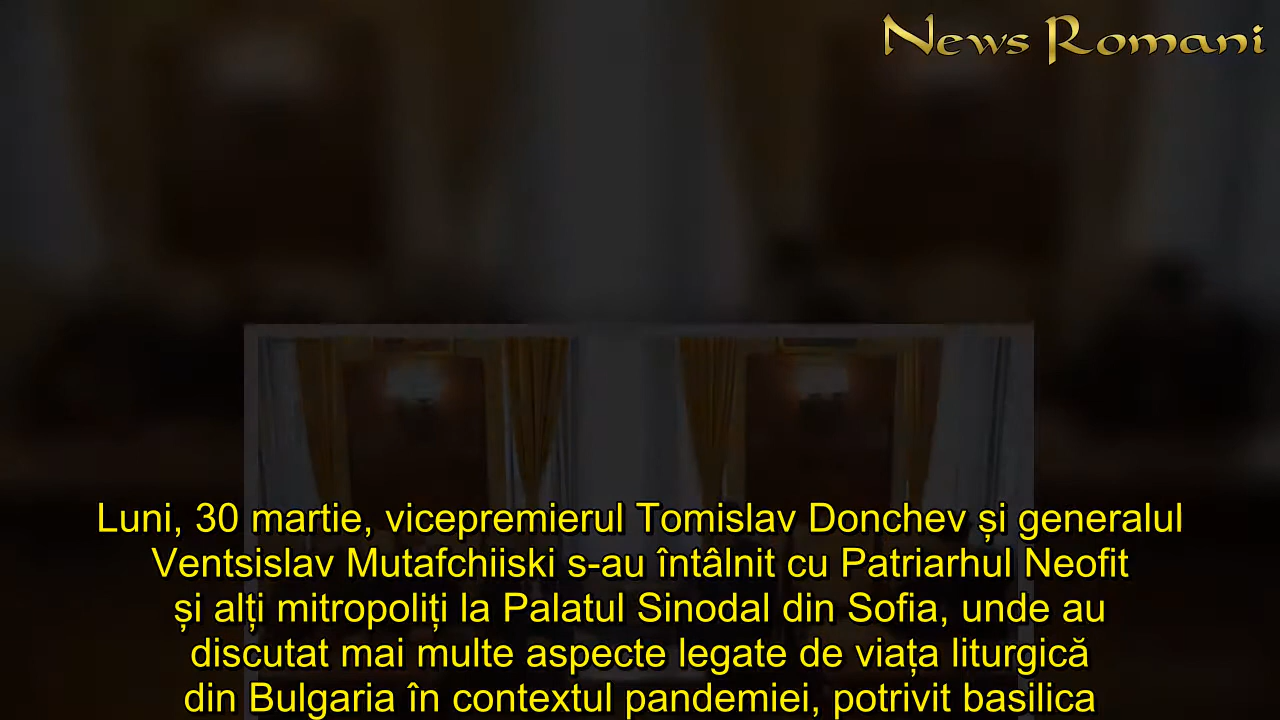 News Romani
Luni, 30 martie, vicepremierul Tomislav Donchev și generalul
Ventsislav Mutafchiiski s-au întâlnit cu Patriarhul Neofit
și alți mitropoliți la Palatul Sinodal din Sofia, unde au
discutat mai multe aspecte legate de viața liturgică
din Bulgaria în contextul pandemiei, potrivit basilica